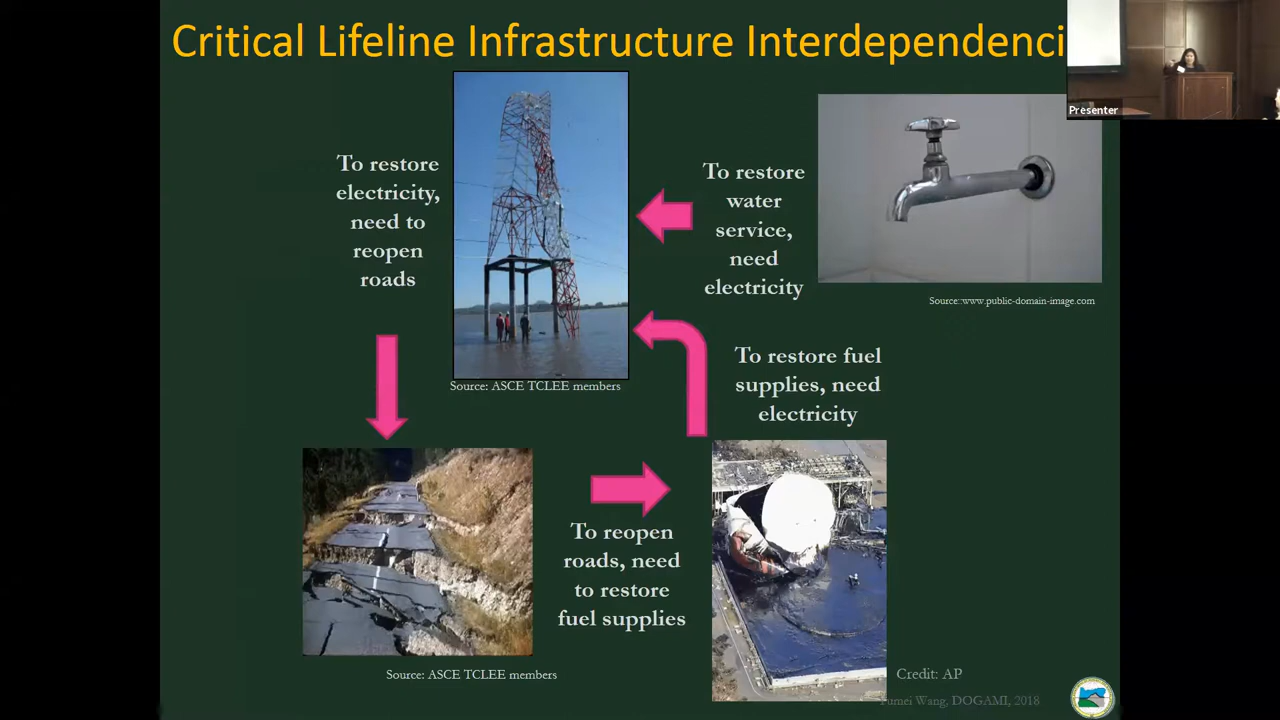 Critical Lifeline Infrastructure Interdependenci
Presenter
To restore
electricity,
need to
reopen
roads
To restore
water
service,
need
electricity
Source: www.public-domain-image.com
To restore fuel
supplies, need
electricity
Source: ASCE TCLEE members
To reopen
roads, need
to restore
fuel supplies
Source: ASCE TCLEE members
Credit: AP
Yumei Wang, DOGAMI, 2018